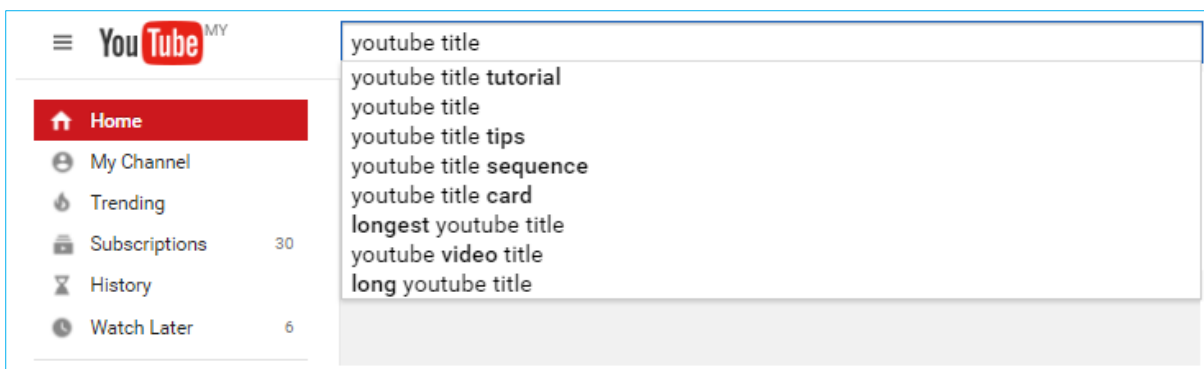 YouTube MY
youtube title
youtube title tutorial
youtube title
youtube title tips
youtube title sequence
youtube title card
longest youtube title
youtube video title
long youtube title
Home
My Channel
Trending
Subscriptions 30
History
Watch Later 6